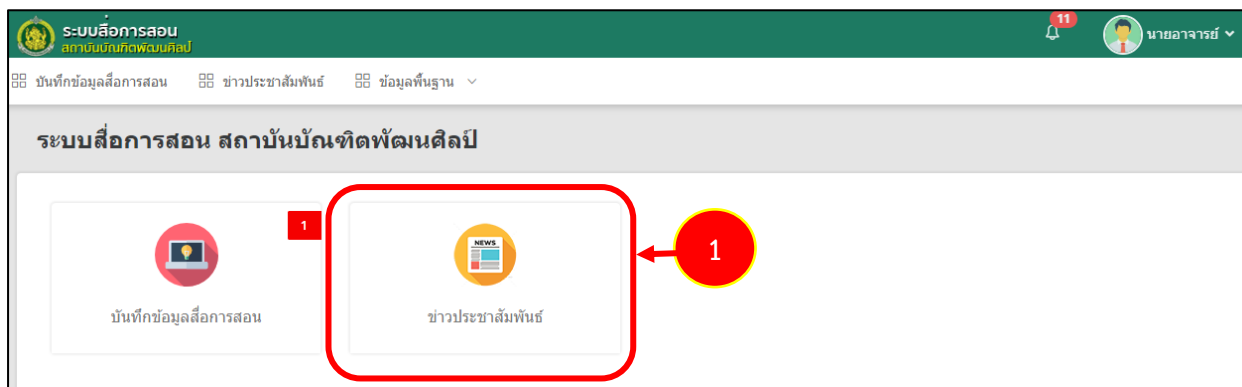 ระบบสื่อการสอน
สถาบันบัณฑิตพัฒนศิลป์
11
นายอาจารย์
บันทึกข้อมูลสื่อการสอน ข่าวประชาสัมพันธ์ ข้อมูลพื้นฐาน
ระบบสื่อการสอน สถาบันบัณฑิตพัฒนศิลป์
1
NEWS
1
บันทึกข้อมูลสื่อการสอน
ข่าวประชาสัมพันธ์